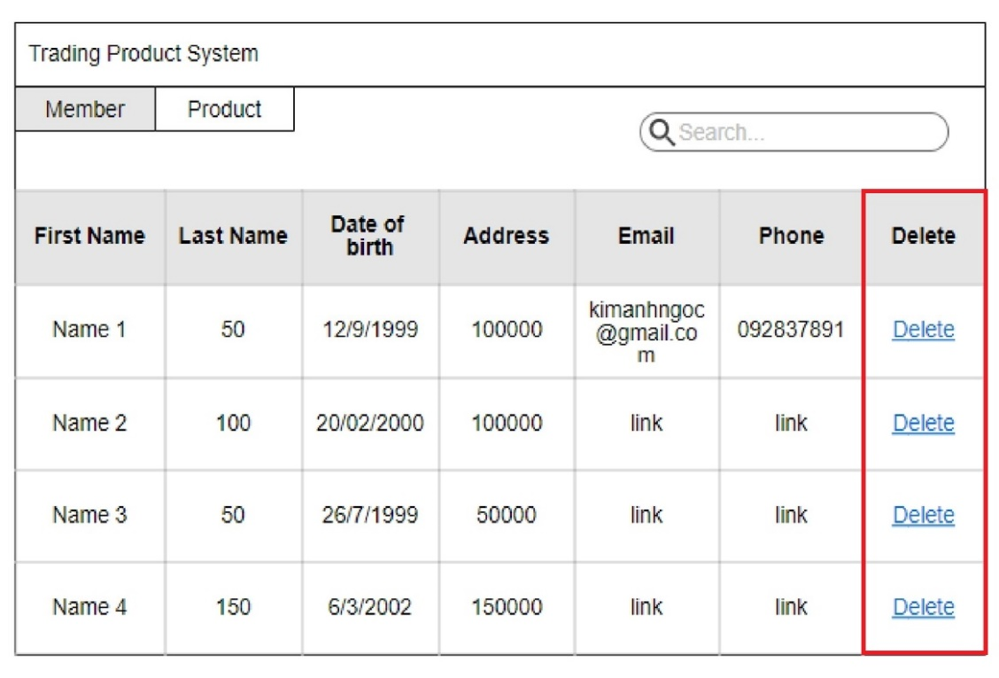 Trading Product System
Member Product
Search...
First Name Last Name Date of birth Address Email Phone Delete
Name 1 50 12/9/1999 100000 kimanhngoc@gmail.com 092837891 Delete
Name 2 100 20/02/2000 100000 link link Delete
Name 3 50 26/7/1999 50000 link link Delete
Name 4 150 6/3/2002 150000 link link Delete